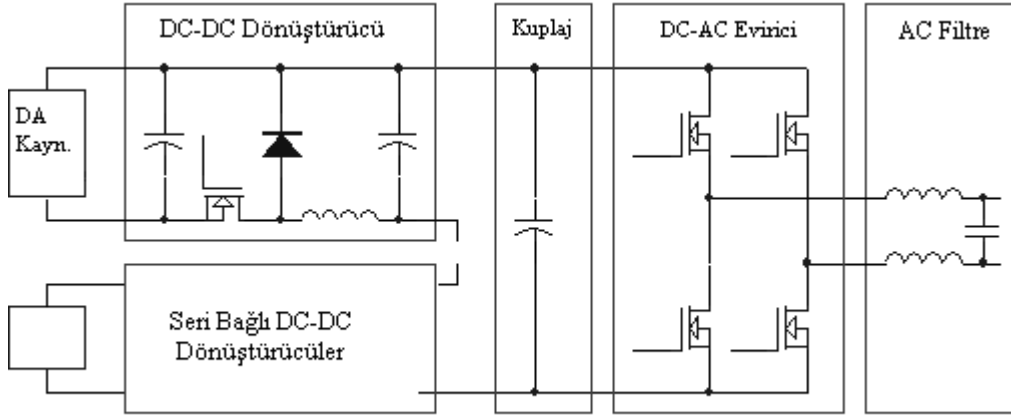 DC-DC Dönüştürücü
Kuplaj
DC-AC Evirici
AC Filtre
DA
Kayn.
Seri Bağlı DC-DC
Dönüştürücüler